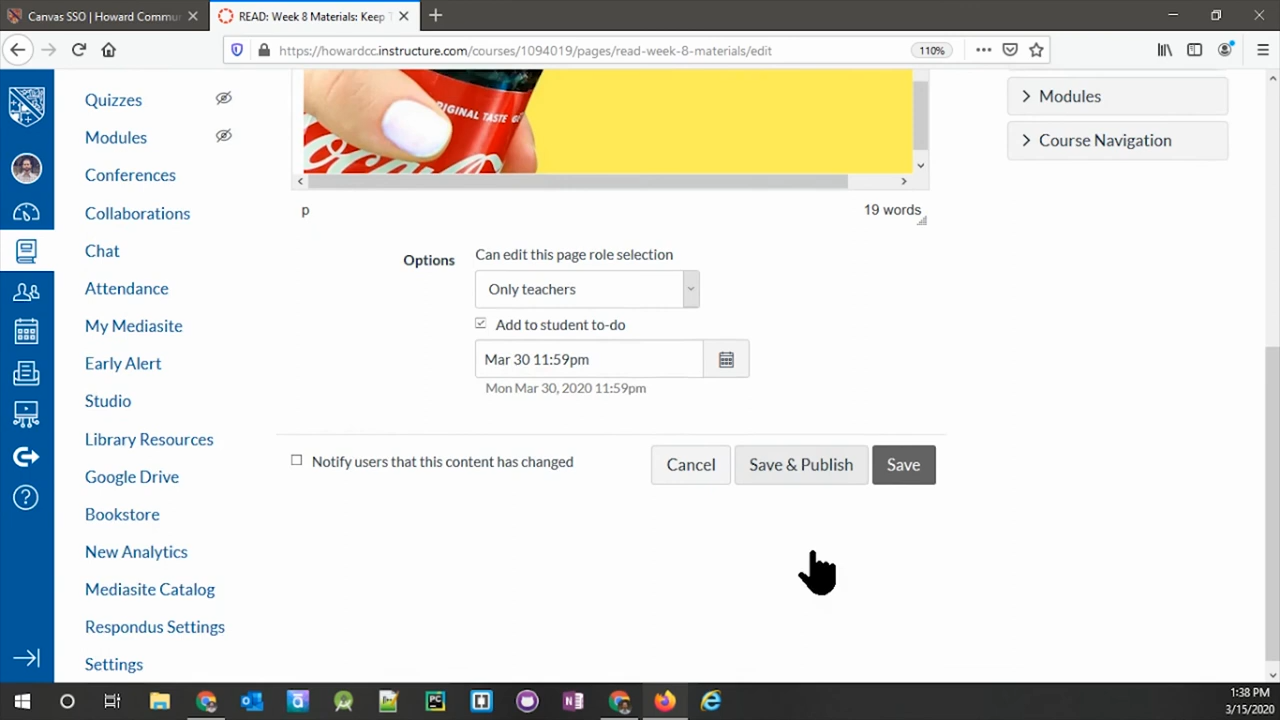 Canvas SSO | Howard Commu
READ: Week 8 Materials: Keep T
https://howardcc.instructure.com/courses/1094019/pages/read-week-8-materials/edit
110%
Quizzes
Modules
Conferences
Collaborations
Chat
Attendance
My Mediasite
Early Alert
Studio
Library Resources
Google Drive
Bookstore
New Analytics
Mediasite Catalog
Respondus Settings
Settings
ORIGINAL TASTE
Coca
p
19 words
Options
Can edit this page role selection
Only teachers
Add to student to-do
Mar 30 11:59pm
Mon Mar 30, 2020 11:59pm
Notify users that this content has changed
Cancel
Save & Publish
Save
Modules
Course Navigation
1:38 PM
3/15/2020